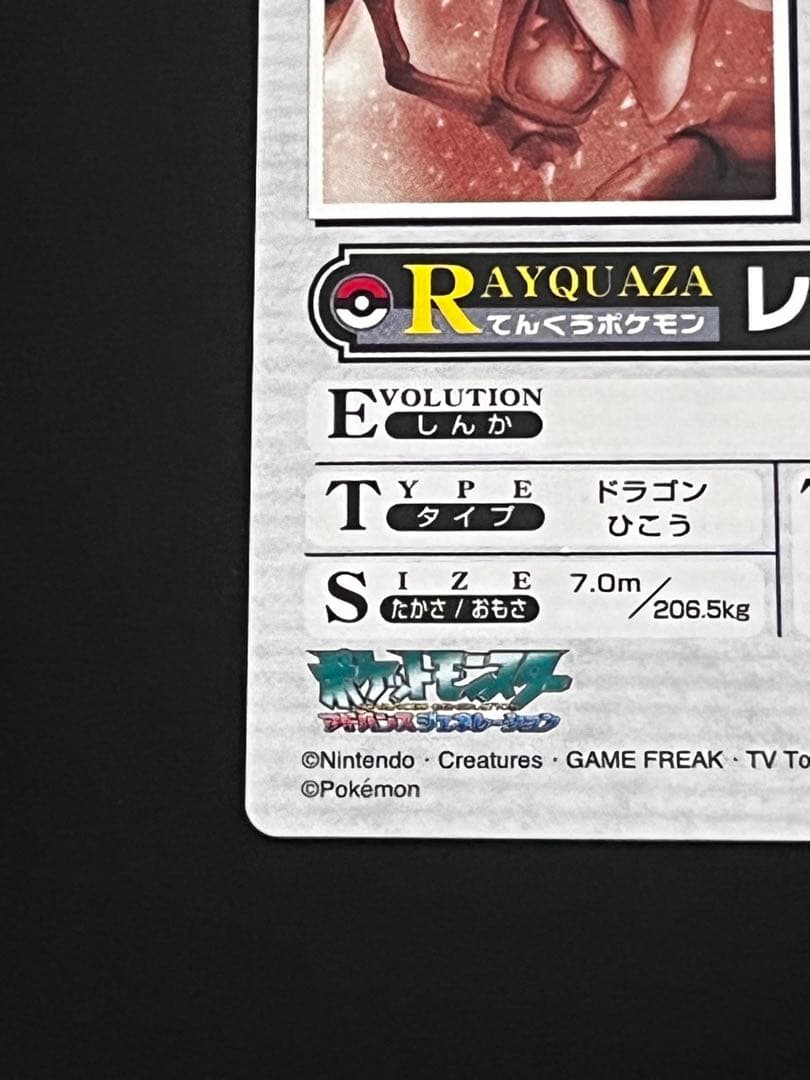 RAYQUAZA
てんくうポケモン
レ
EVOLUTION
しんか
TYPE
タイプ
ドラゴン
ひこう
SIZE
たかさ/おもさ
7.0m/206.5kg
ポケットモンスター
アドバンスジェネレーション
©Nintendo・Creatures・GAME FREAK・TV To
©Pokémon